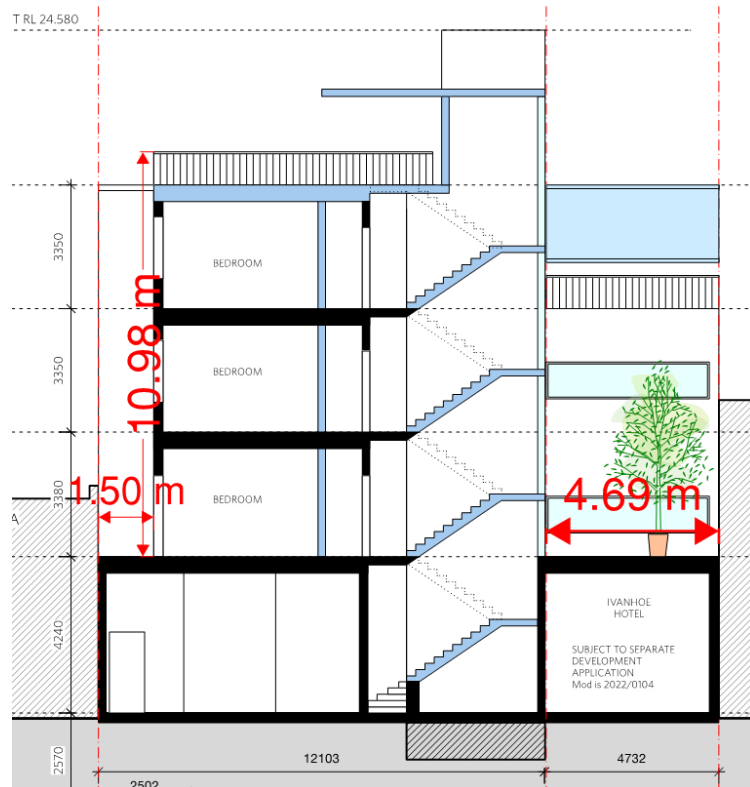 T RL 24.580
3350
BEDROOM
10.98 m
3350
BEDROOM
3380
1.50 m
BEDROOM
4.69 m
A
4240
IVANHOE
HOTEL
SUBJECT TO SEPARATE
DEVELOPMENT
APPLICATION
Mod is 2022/0104
2570
12103
4732
2502